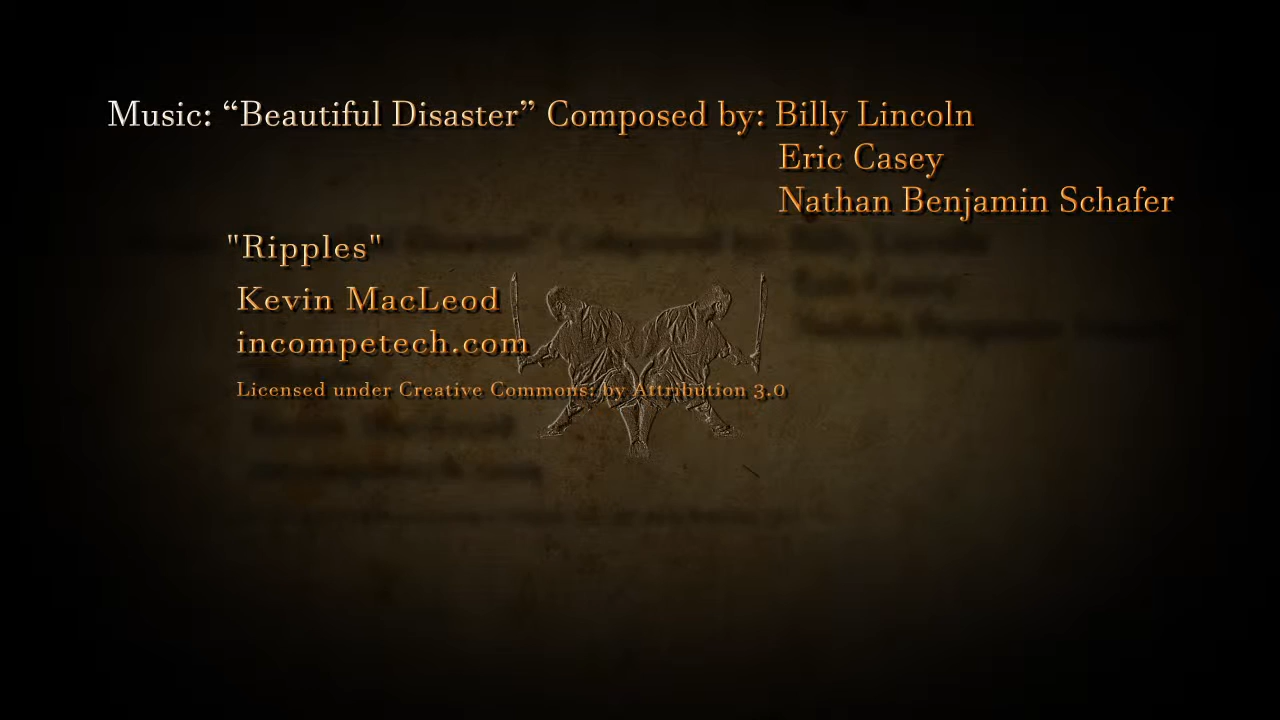 Music: “Beautiful Disaster” Composed by: Billy Lincoln
Eric Casey
Nathan Benjamin Schafer
"Ripples"
Kevin MacLeod
incompetech.com
Licensed under Creative Commons: by Attribution 3.0